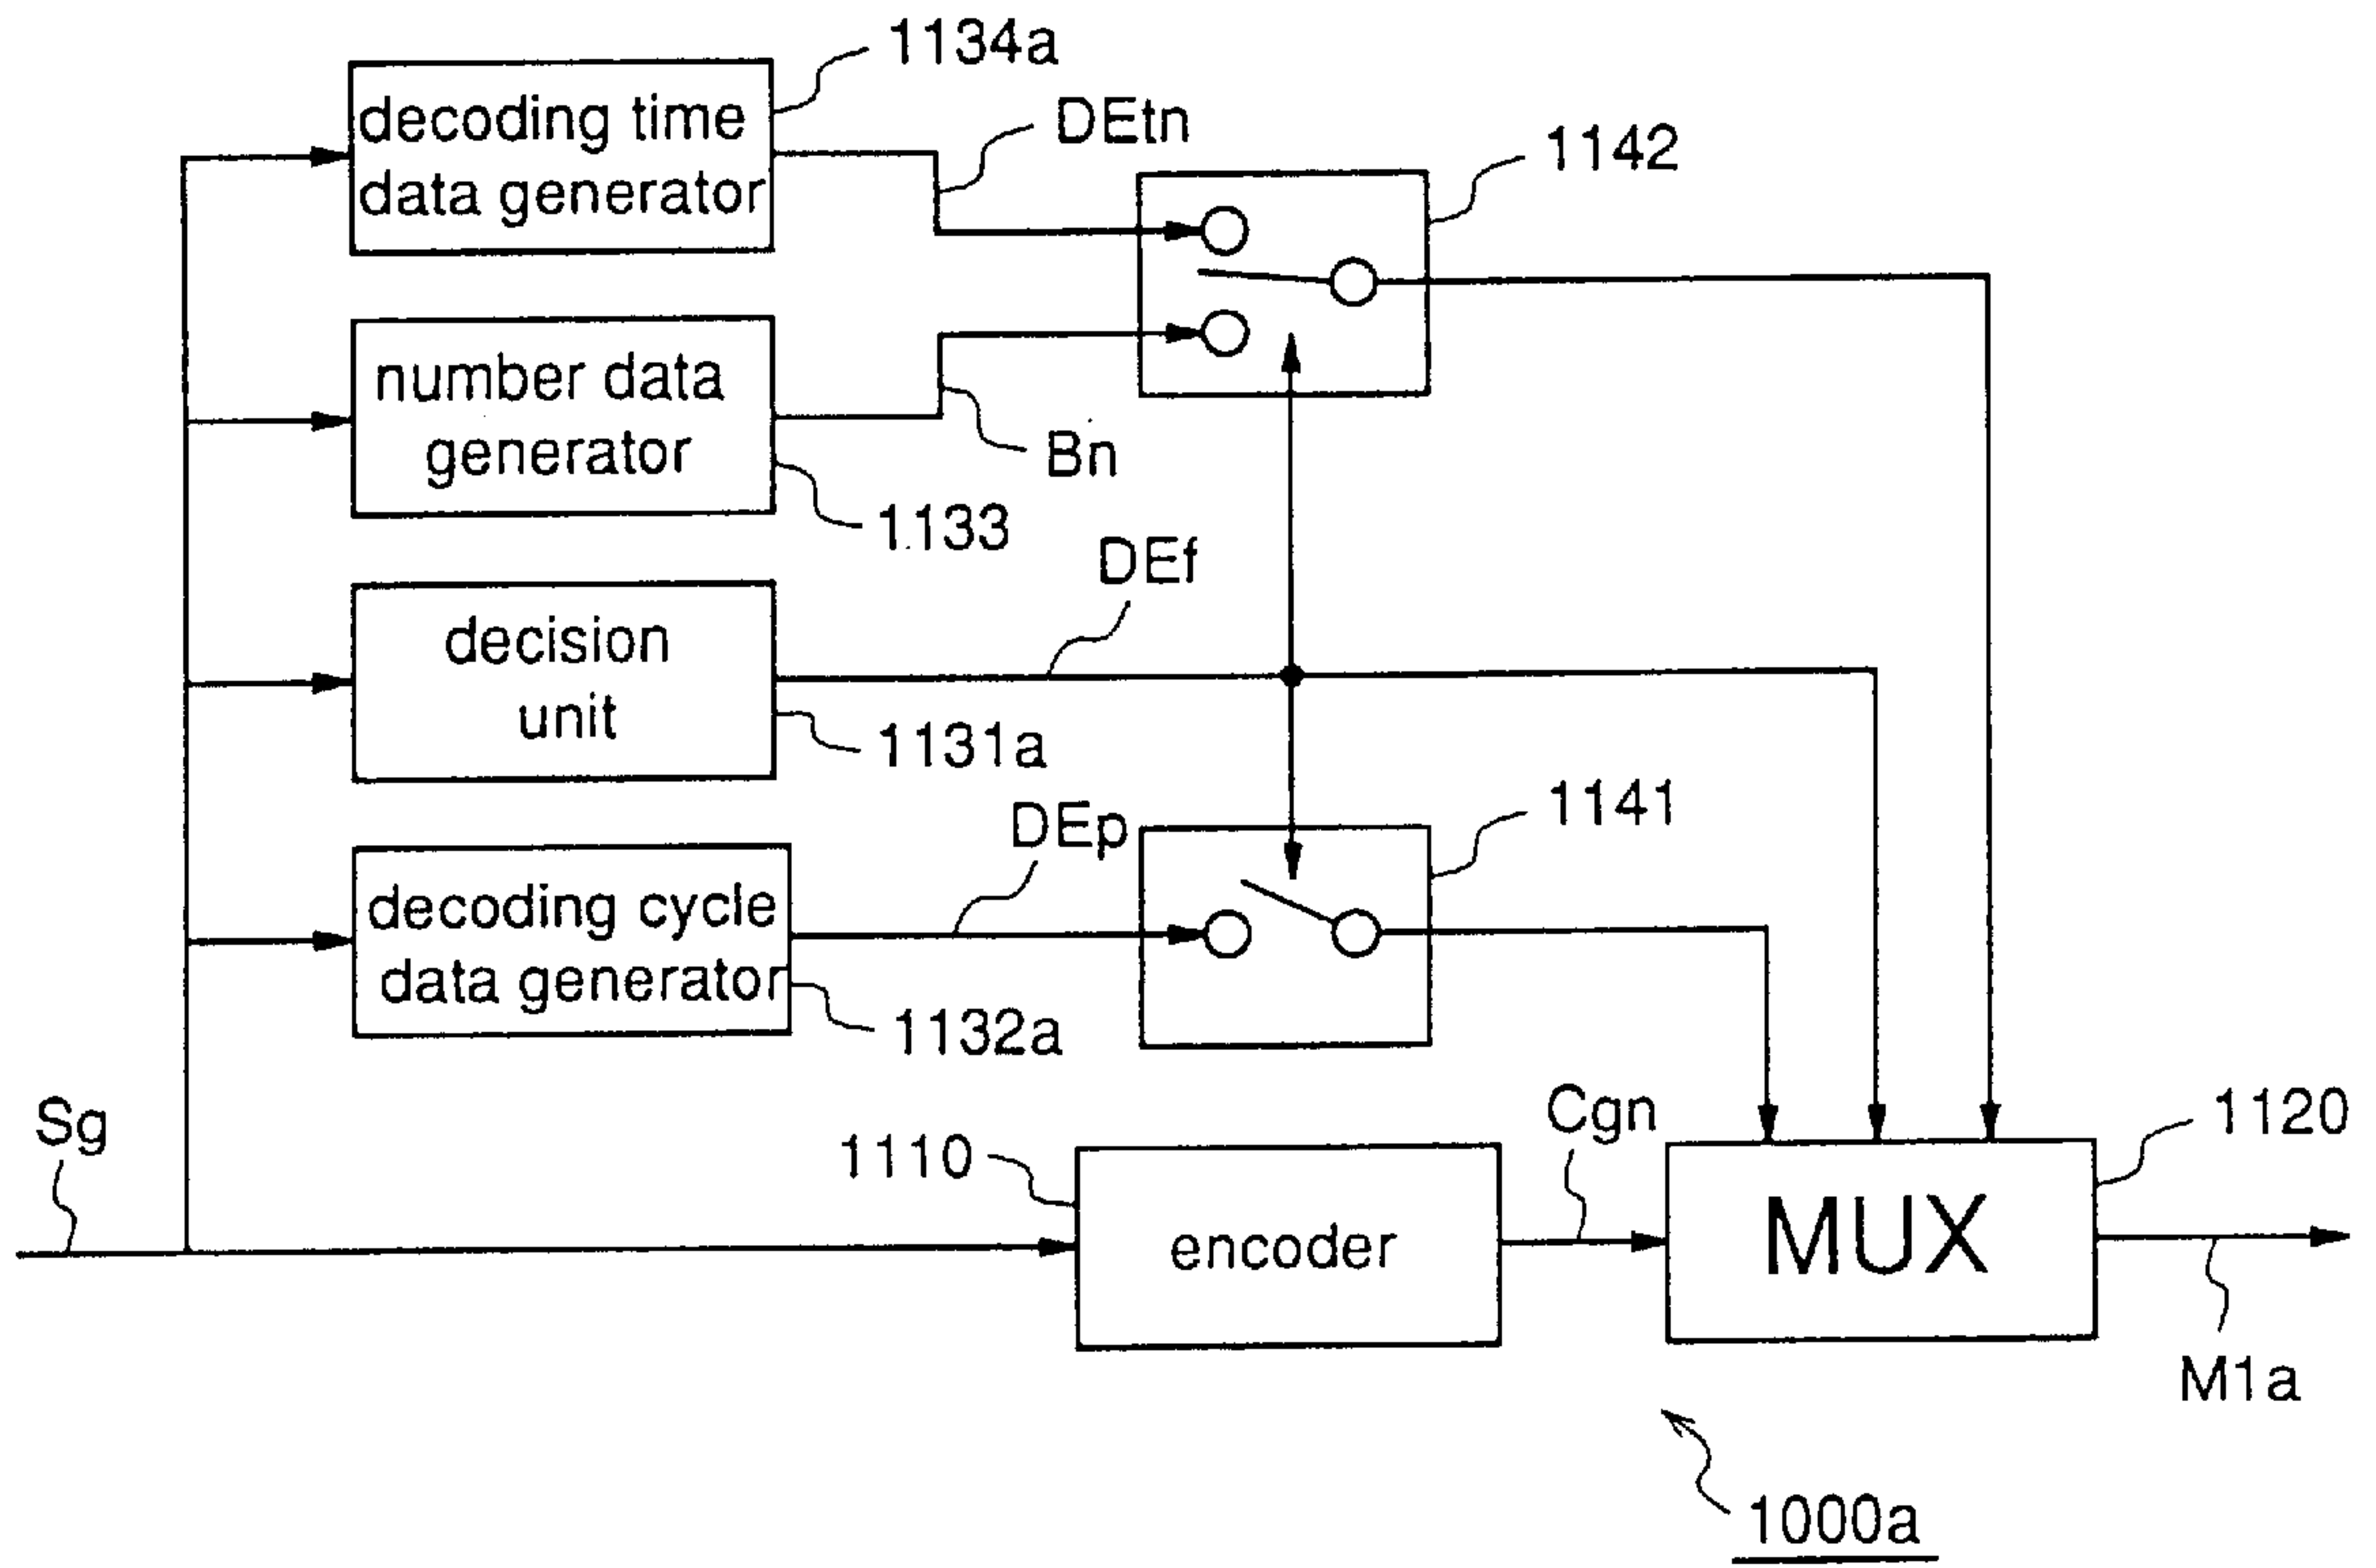 1134a
decoding time
data generator
DEtn
1142
number data
generator
Bn
1133
DEf
decision
unit
1131a
1141
DEp
decoding cycle
data generator
1132a
Sg
Cgn
1120
1110
encoder
MUX
M1a
1000a